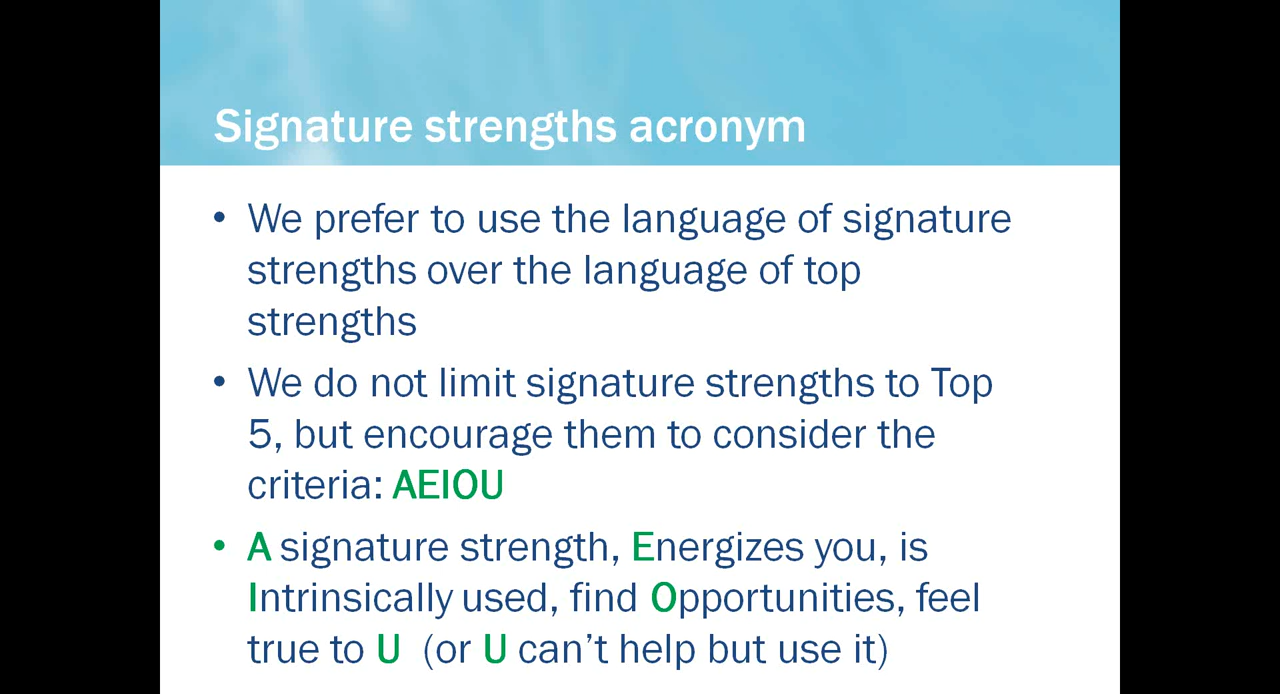 Signature strengths acronym
• We prefer to use the language of signature
strengths over the language of top
strengths
• We do not limit signature strengths to Top
5, but encourage them to consider the
criteria: AEIOU
• A signature strength, Energizes you, is
Intrinsically used, find Opportunities, feel
true to U (or U can’t help but use it)